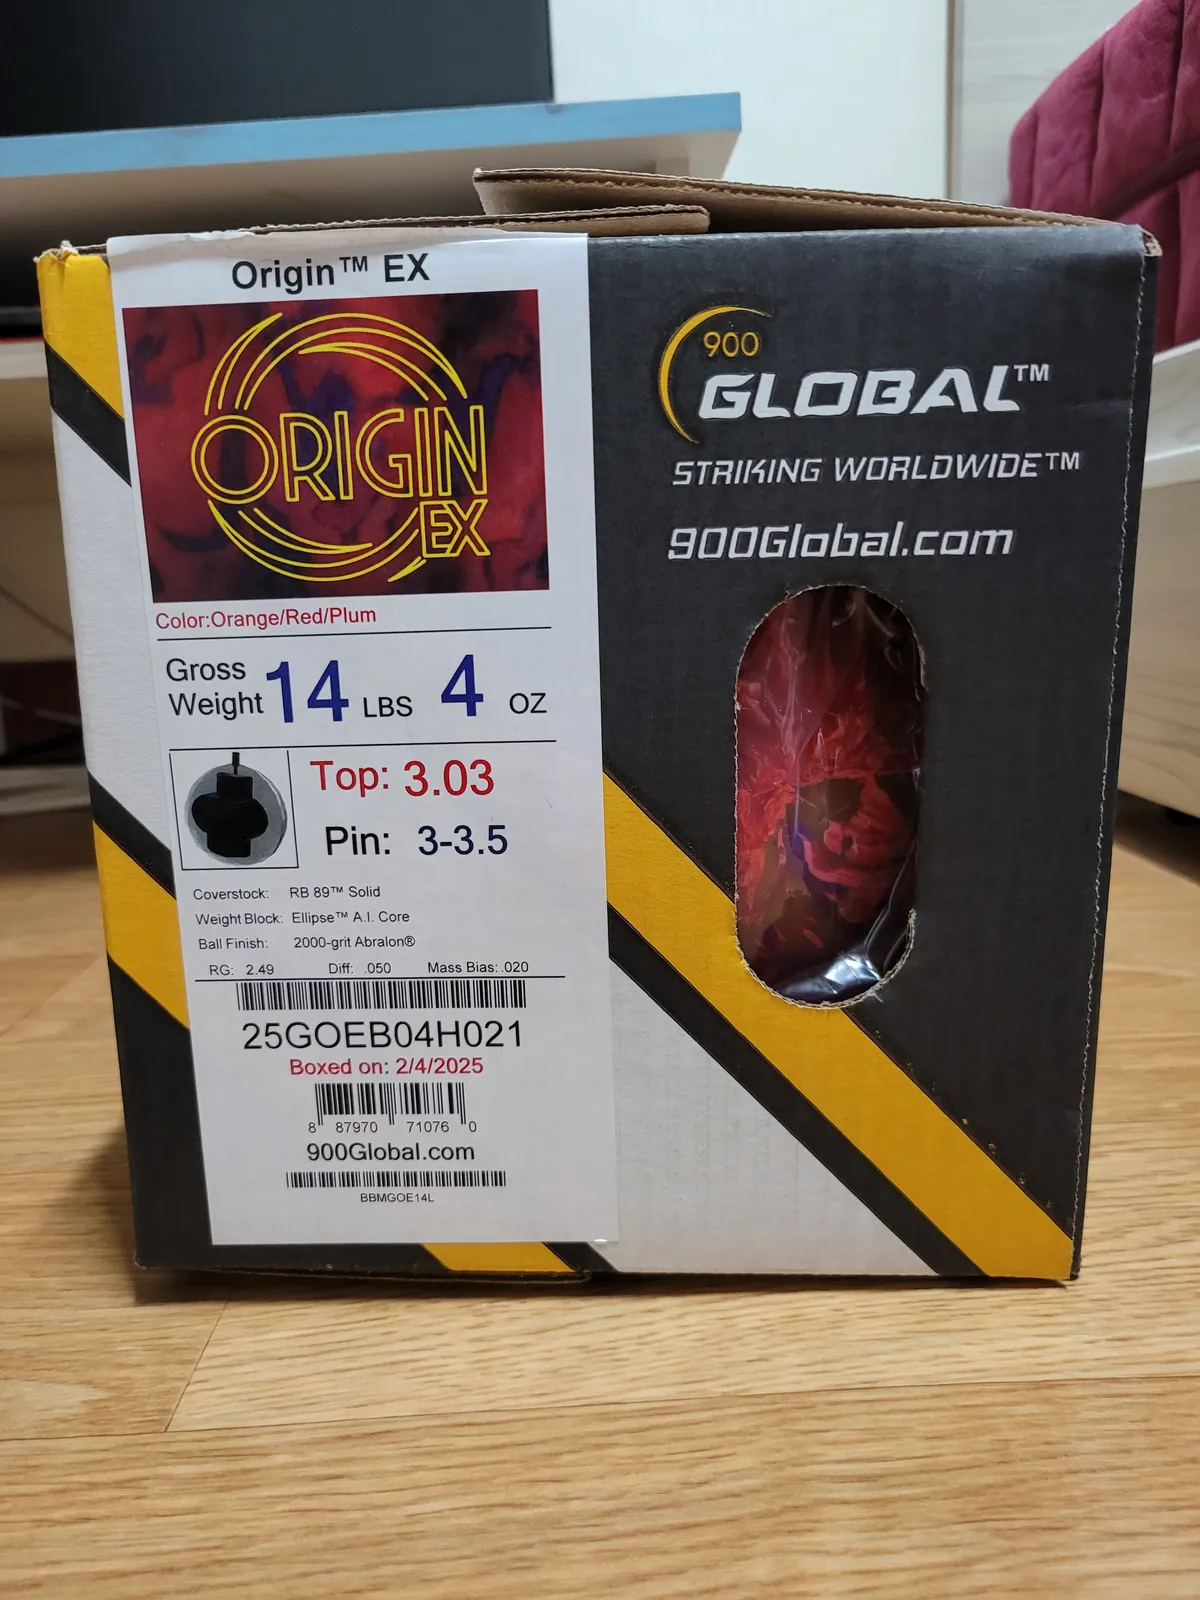 Origin™ EX
ORIGIN
EX
Color:Orange/Red/Plum
Gross
Weight 14 LBS 4 OZ
Top: 3.03
Pin: 3-3.5
Coverstock: RB 89™ Solid
Weight Block: Ellipse™ A.I. Core
Ball Finish: 2000-grit Abralon®
RG: 2.49 Diff: .050 Mass Bias: .020
25GOEB04H021
Boxed on: 2/4/2025
8 87970 71076 0
900Global.com
BBMGOE14L
900
GLOBAL™
STRIKING WORLDWIDE™
900Global.com